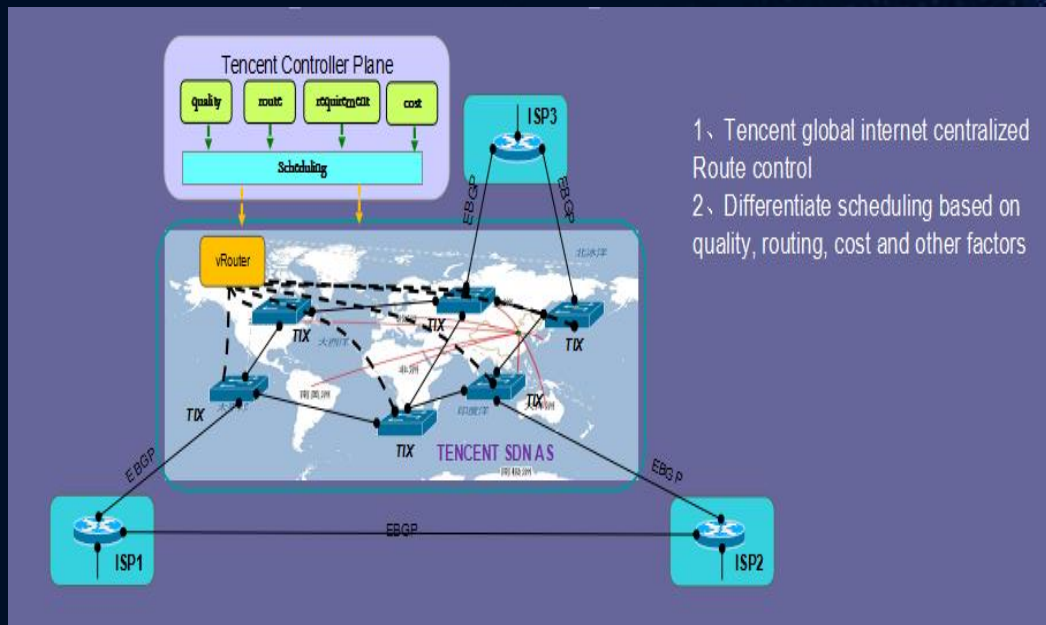 Tencent Controller Plane
quality
route
requirement
cost
Scheduling
ISP3
1、Tencent global internet centralized
Route control
2、Differentiate scheduling based on
quality, routing, cost and other factors
EBGP
EBGP
vRouter
北冰洋
TIX
TIX
TIX
大西洋
非洲
南美洲
TIX
TIX
印度洋
TIX
TENCENT SDN AS
南极洲
EBGP
EBGP
EBGP
ISP1
ISP2